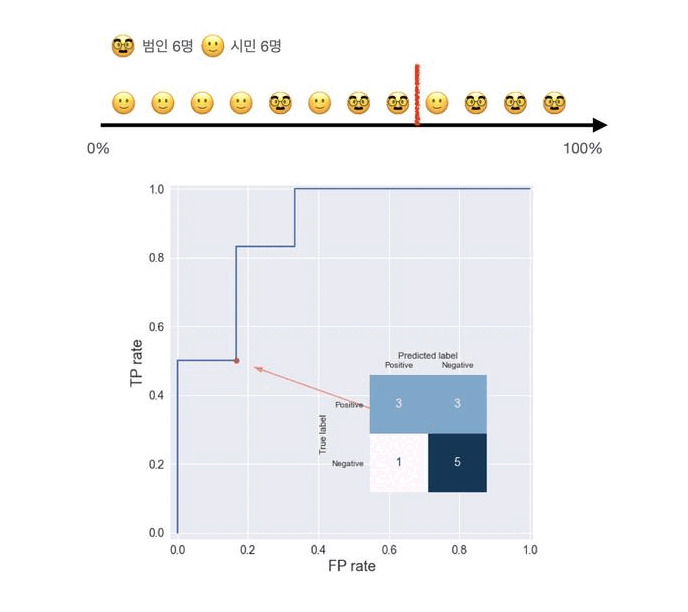 범인 6명 시민 6명
0% 100%
1.0
0.8
0.6
0.4
0.2
0.0
TP rate
Predicted label
Positive Negative
True label
Positive 3 3
Negative 1 5
0.0 0.2 0.4 0.6 0.8 1.0
FP rate